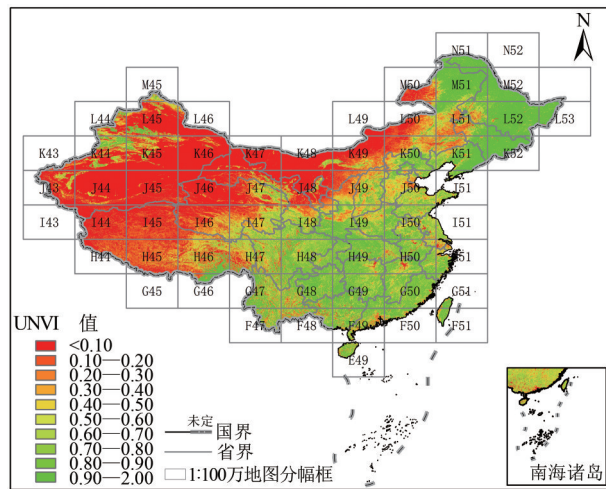 N51 N52
N
M45 M50 M51 M52
L44 L45 L46 L49 L50 L51 L52 L53
K43 K44 K45 K46 K47 K48 K49 K50 K51 K52
J43 J44 J45 J46 J47 J48 J49 J50 J51
I43 I44 I45 I46 I47 I48 I49 I50 I51
H44 H45 H46 H47 H48 H49 H50 H51
G45 G46 G47 G48 G49 G50 G51
F47 F48 F49 F50 F51
E49
UNVI 值
<0.10
0.10—0.20
0.20—0.30
0.30—0.40
0.40—0.50
0.50—0.60
0.60—0.70
0.70—0.80
0.80—0.90
0.90—2.00
未定
国界
省界
1:100万地图分幅框
南海诸岛